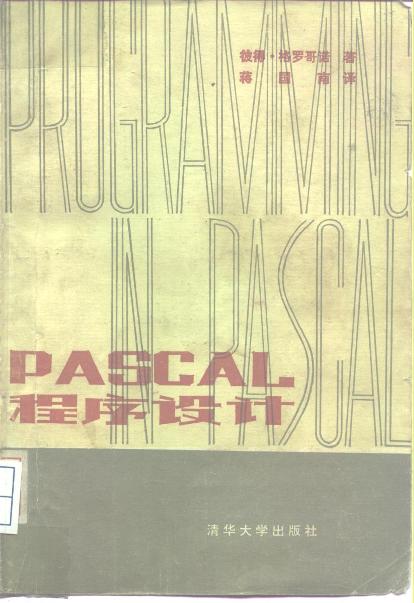 彼得·格罗哥诺 著
蒋国南 译
PROGRAMMING
IN PASCAL
PASCAL
程序设计
清华大学出版社